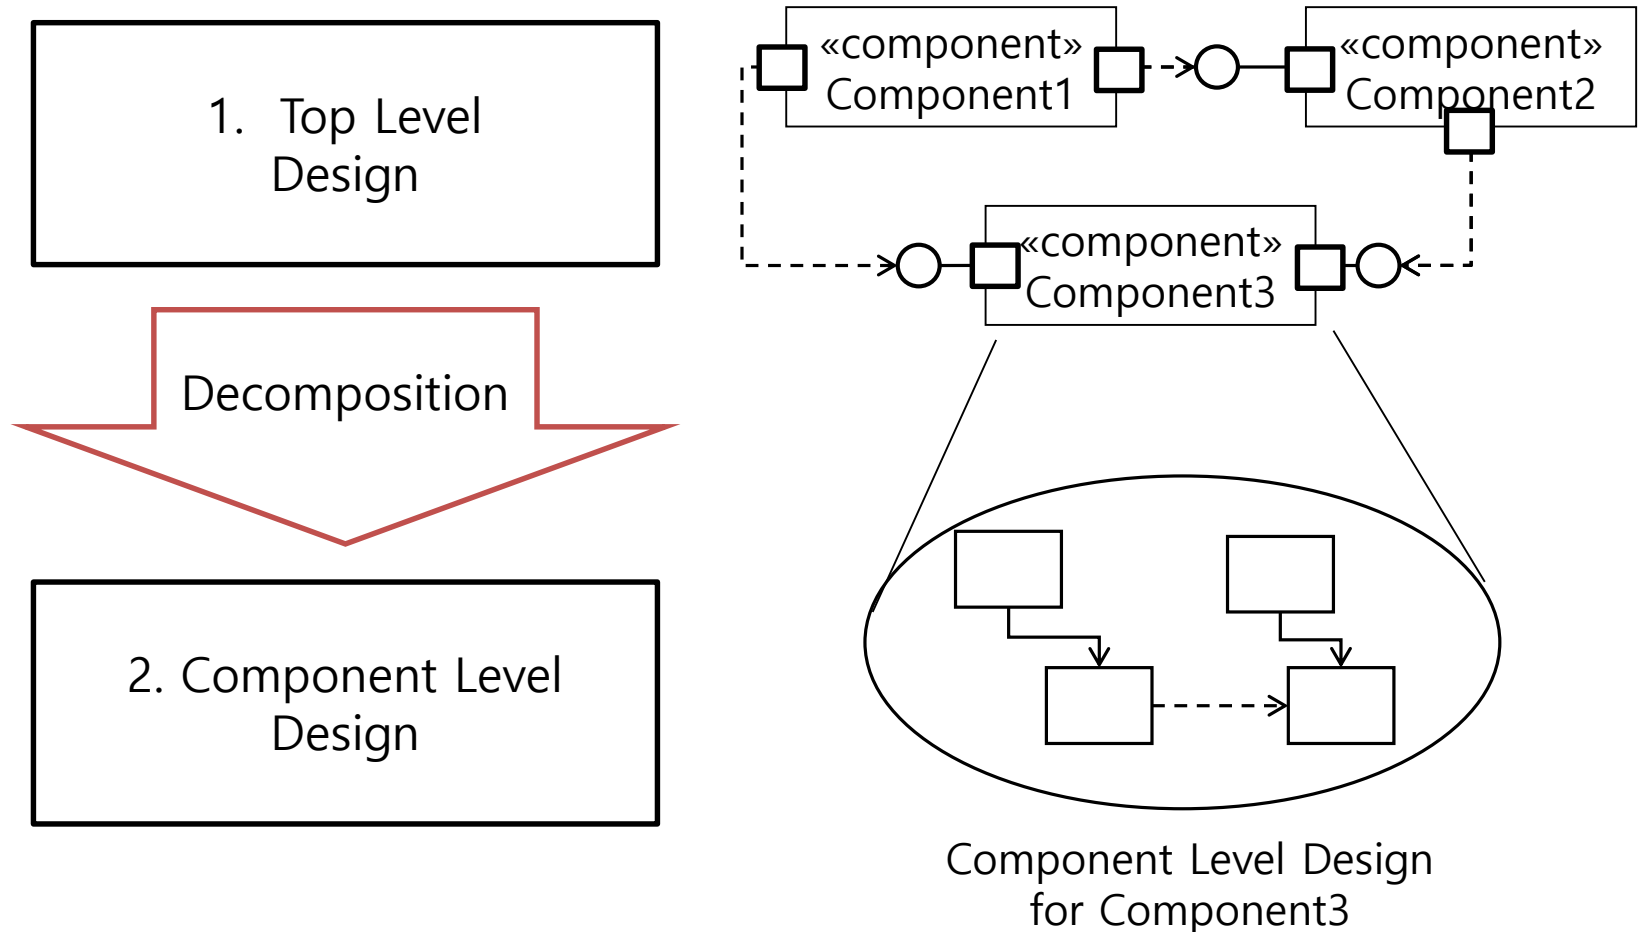 1. Top Level
Design
Decomposition
2. Component Level
Design
«component»
Component1
«component»
Component2
«component»
Component3
Component Level Design
for Component3